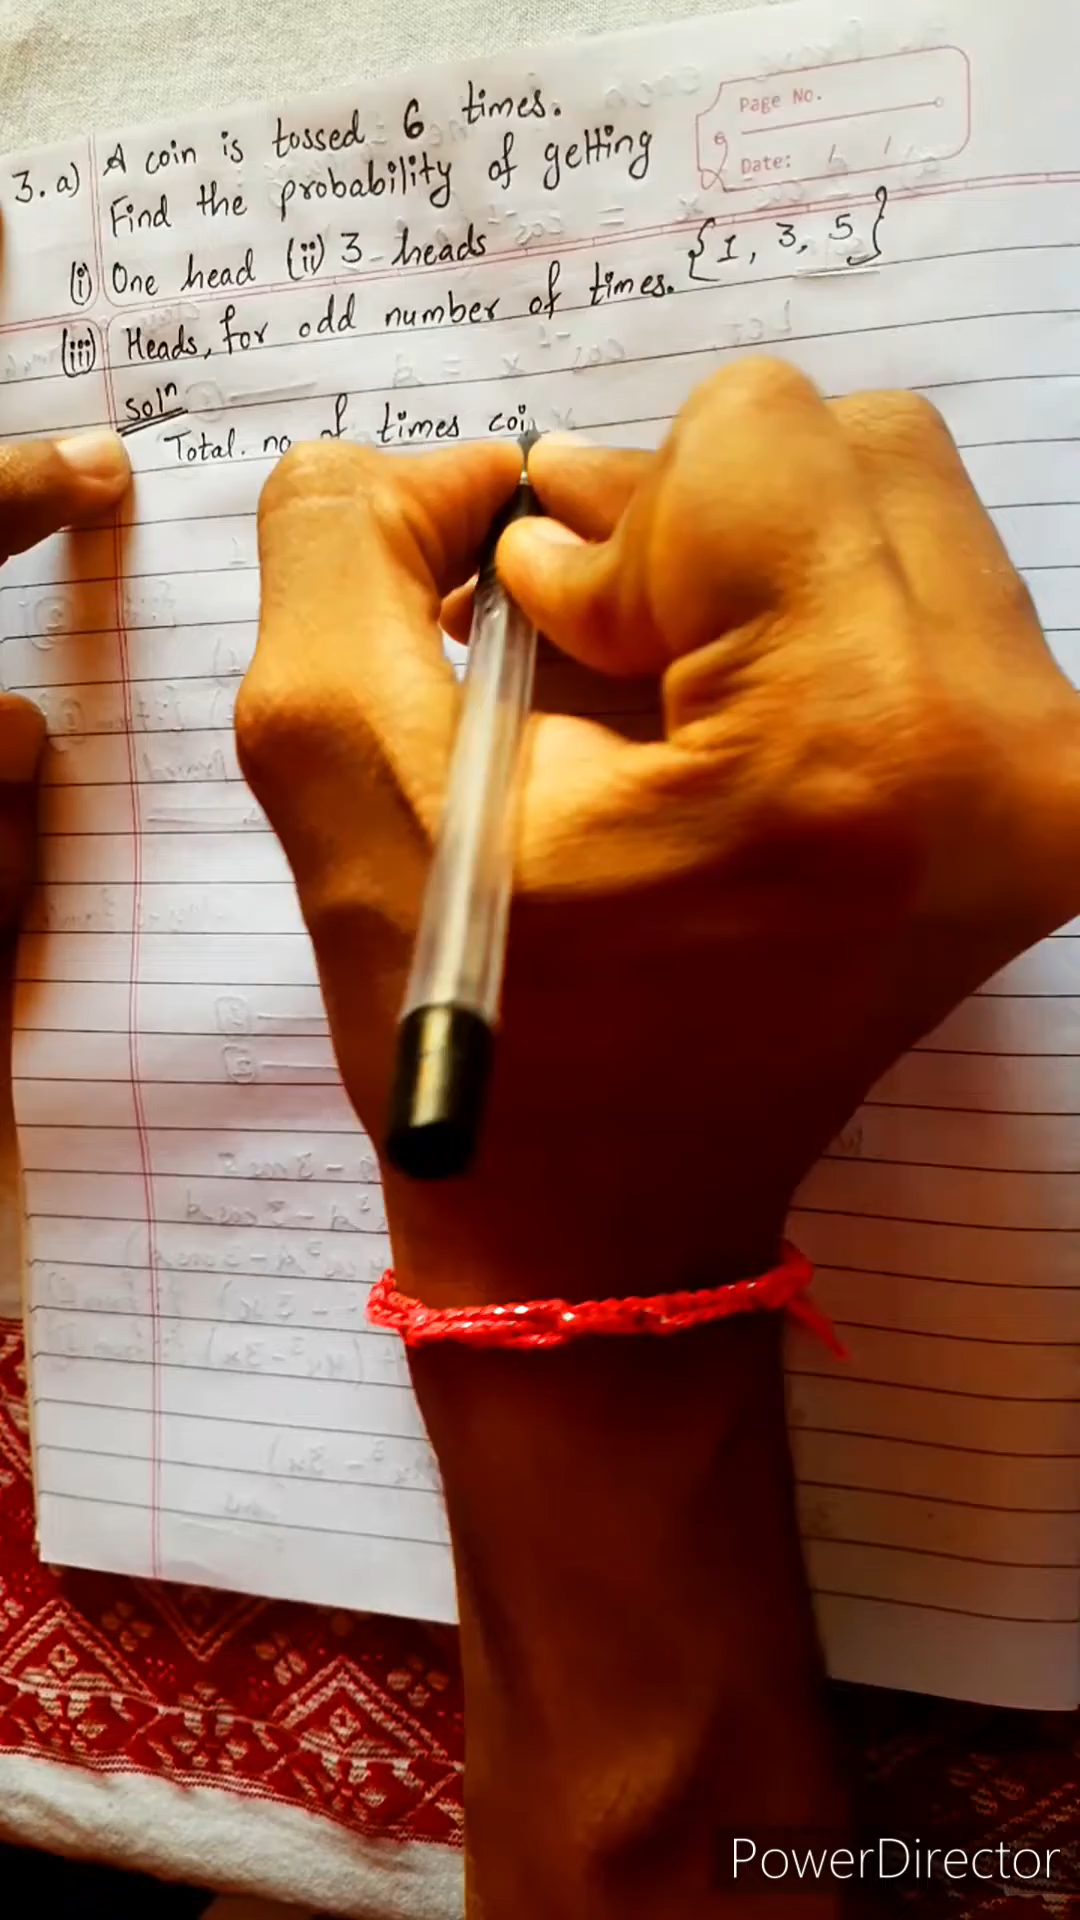 Page No.
Date:
3. a) A coin is tossed 6 times.
Find the probability of getting
(i) One head (ii) 3 heads
(iii) Heads, for odd number of times. {1, 3, 5}
Solⁿ
Total. no of times coin
PowerDirector